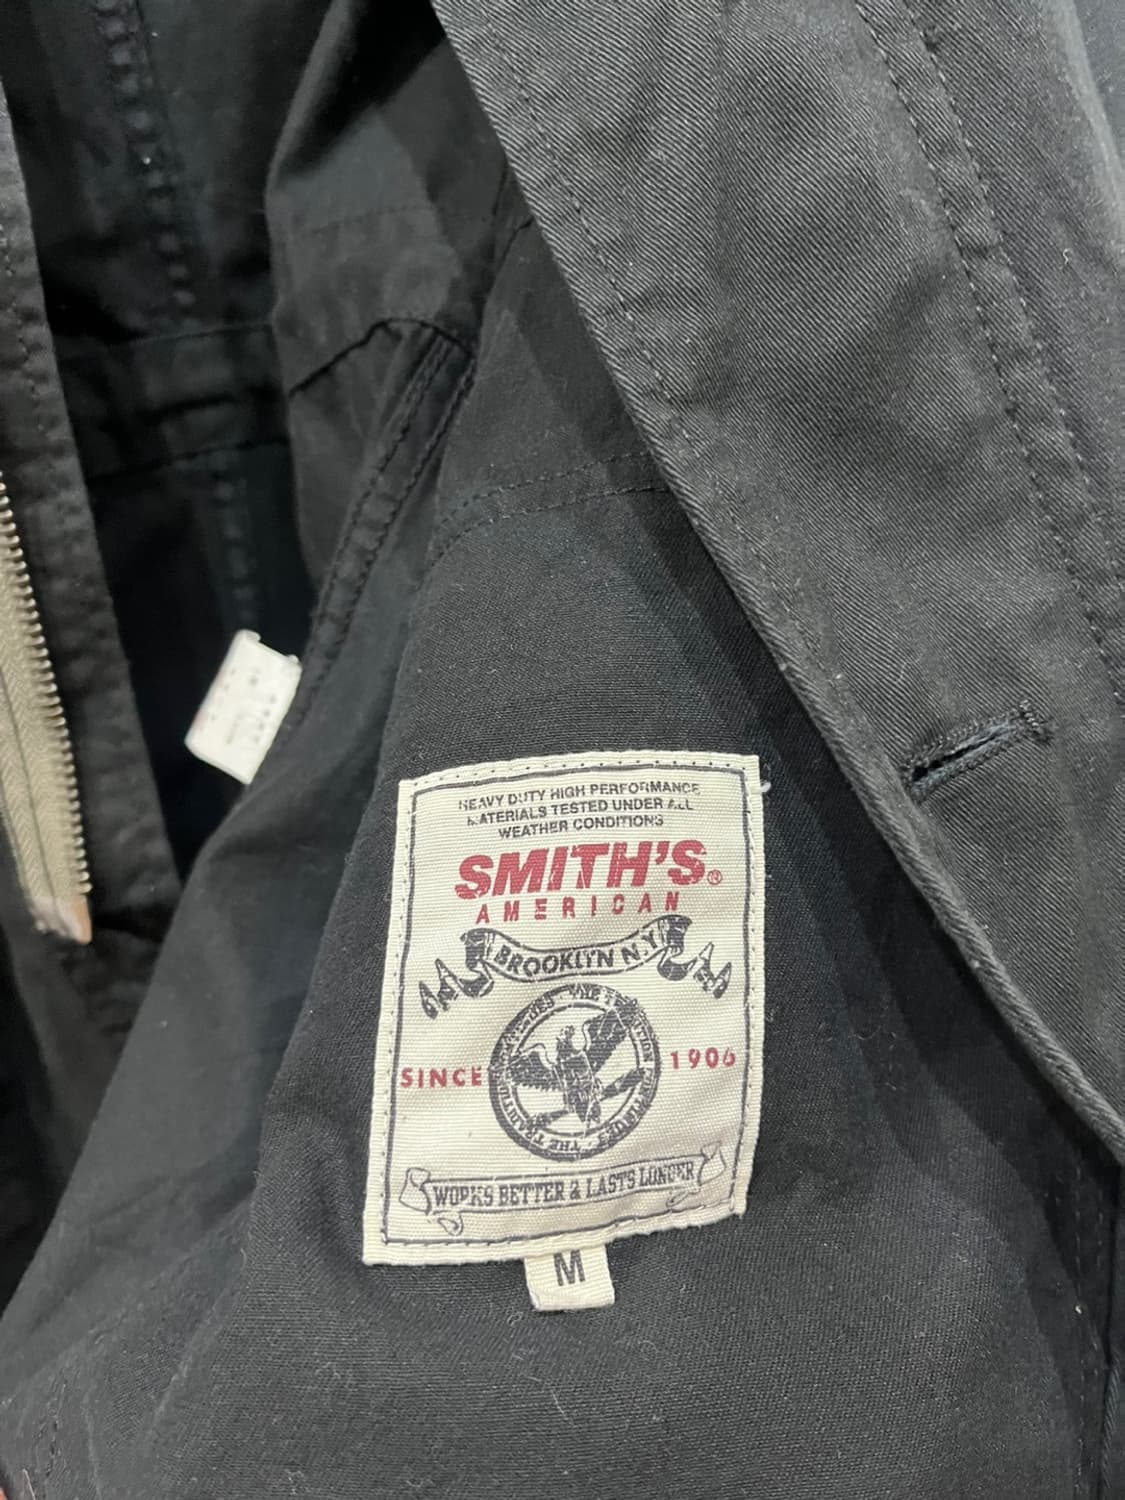 HEAVY DUTY HIGH PERFORMANCE
MATERIALS TESTED UNDER ALL
WEATHER CONDITIONS
SMITH'S®
AMERICAN
BROOKLYN N.Y
SINCE 1906
WORKS BETTER & LASTS LONGER
M